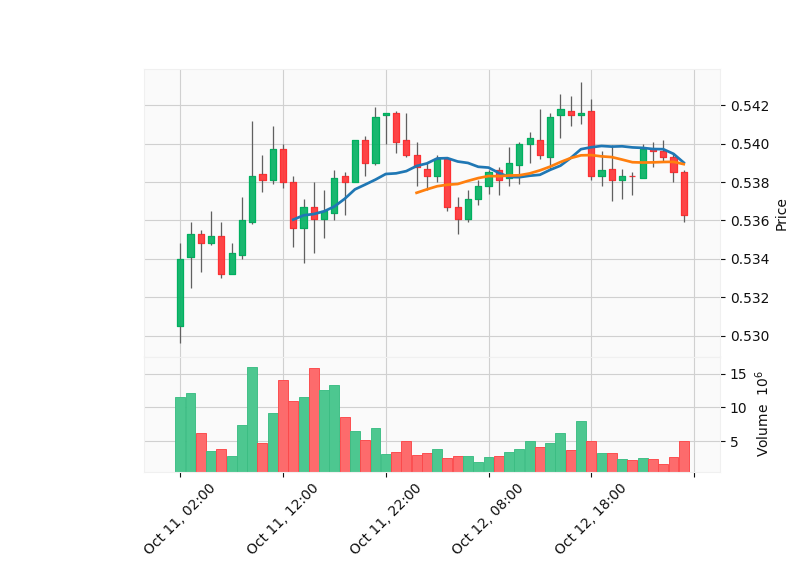 0.542
0.540
0.538
0.536
0.534
0.532
0.530
Price
15
10
5
Volume 10^6
Oct 11, 02:00
Oct 11, 12:00
Oct 11, 22:00
Oct 12, 08:00
Oct 12, 18:00